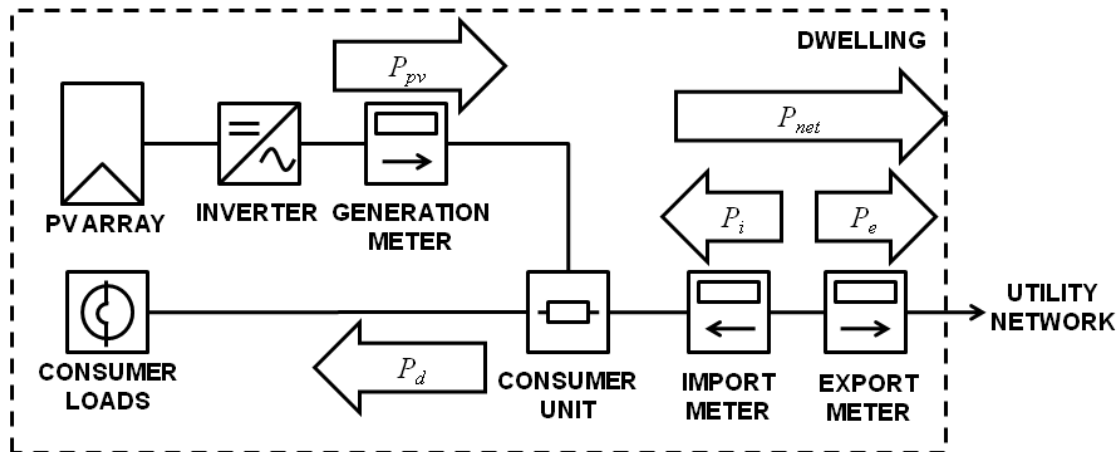 DWELLING
P_pv
P_net
PV ARRAY
INVERTER
GENERATION
METER
P_i
P_e
CONSUMER
LOADS
P_d
CONSUMER
UNIT
IMPORT
METER
EXPORT
METER
UTILITY
NETWORK